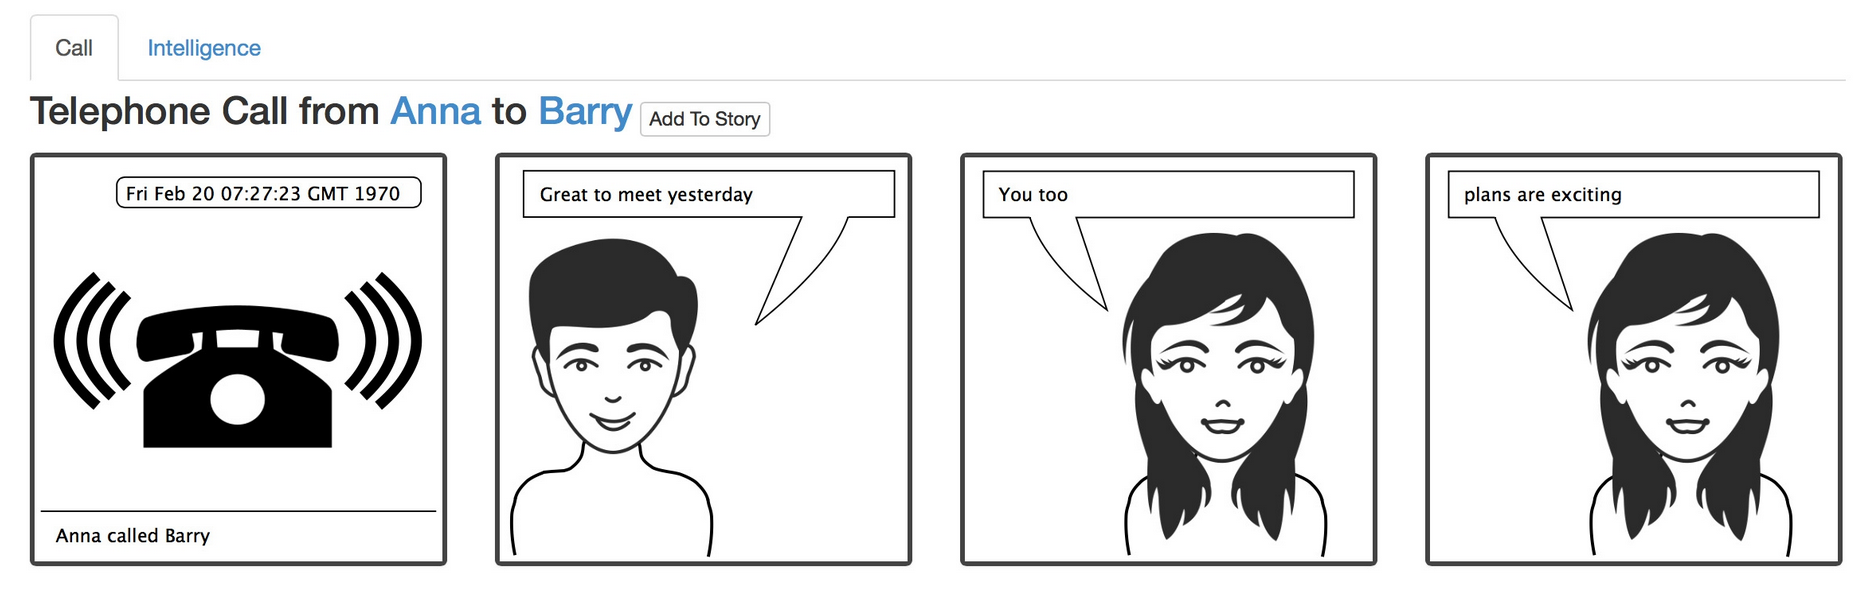 Call
Intelligence
Telephone Call from Anna to Barry
Add To Story
Fri Feb 20 07:27:23 GMT 1970
Anna called Barry
Great to meet yesterday
You too
plans are exciting